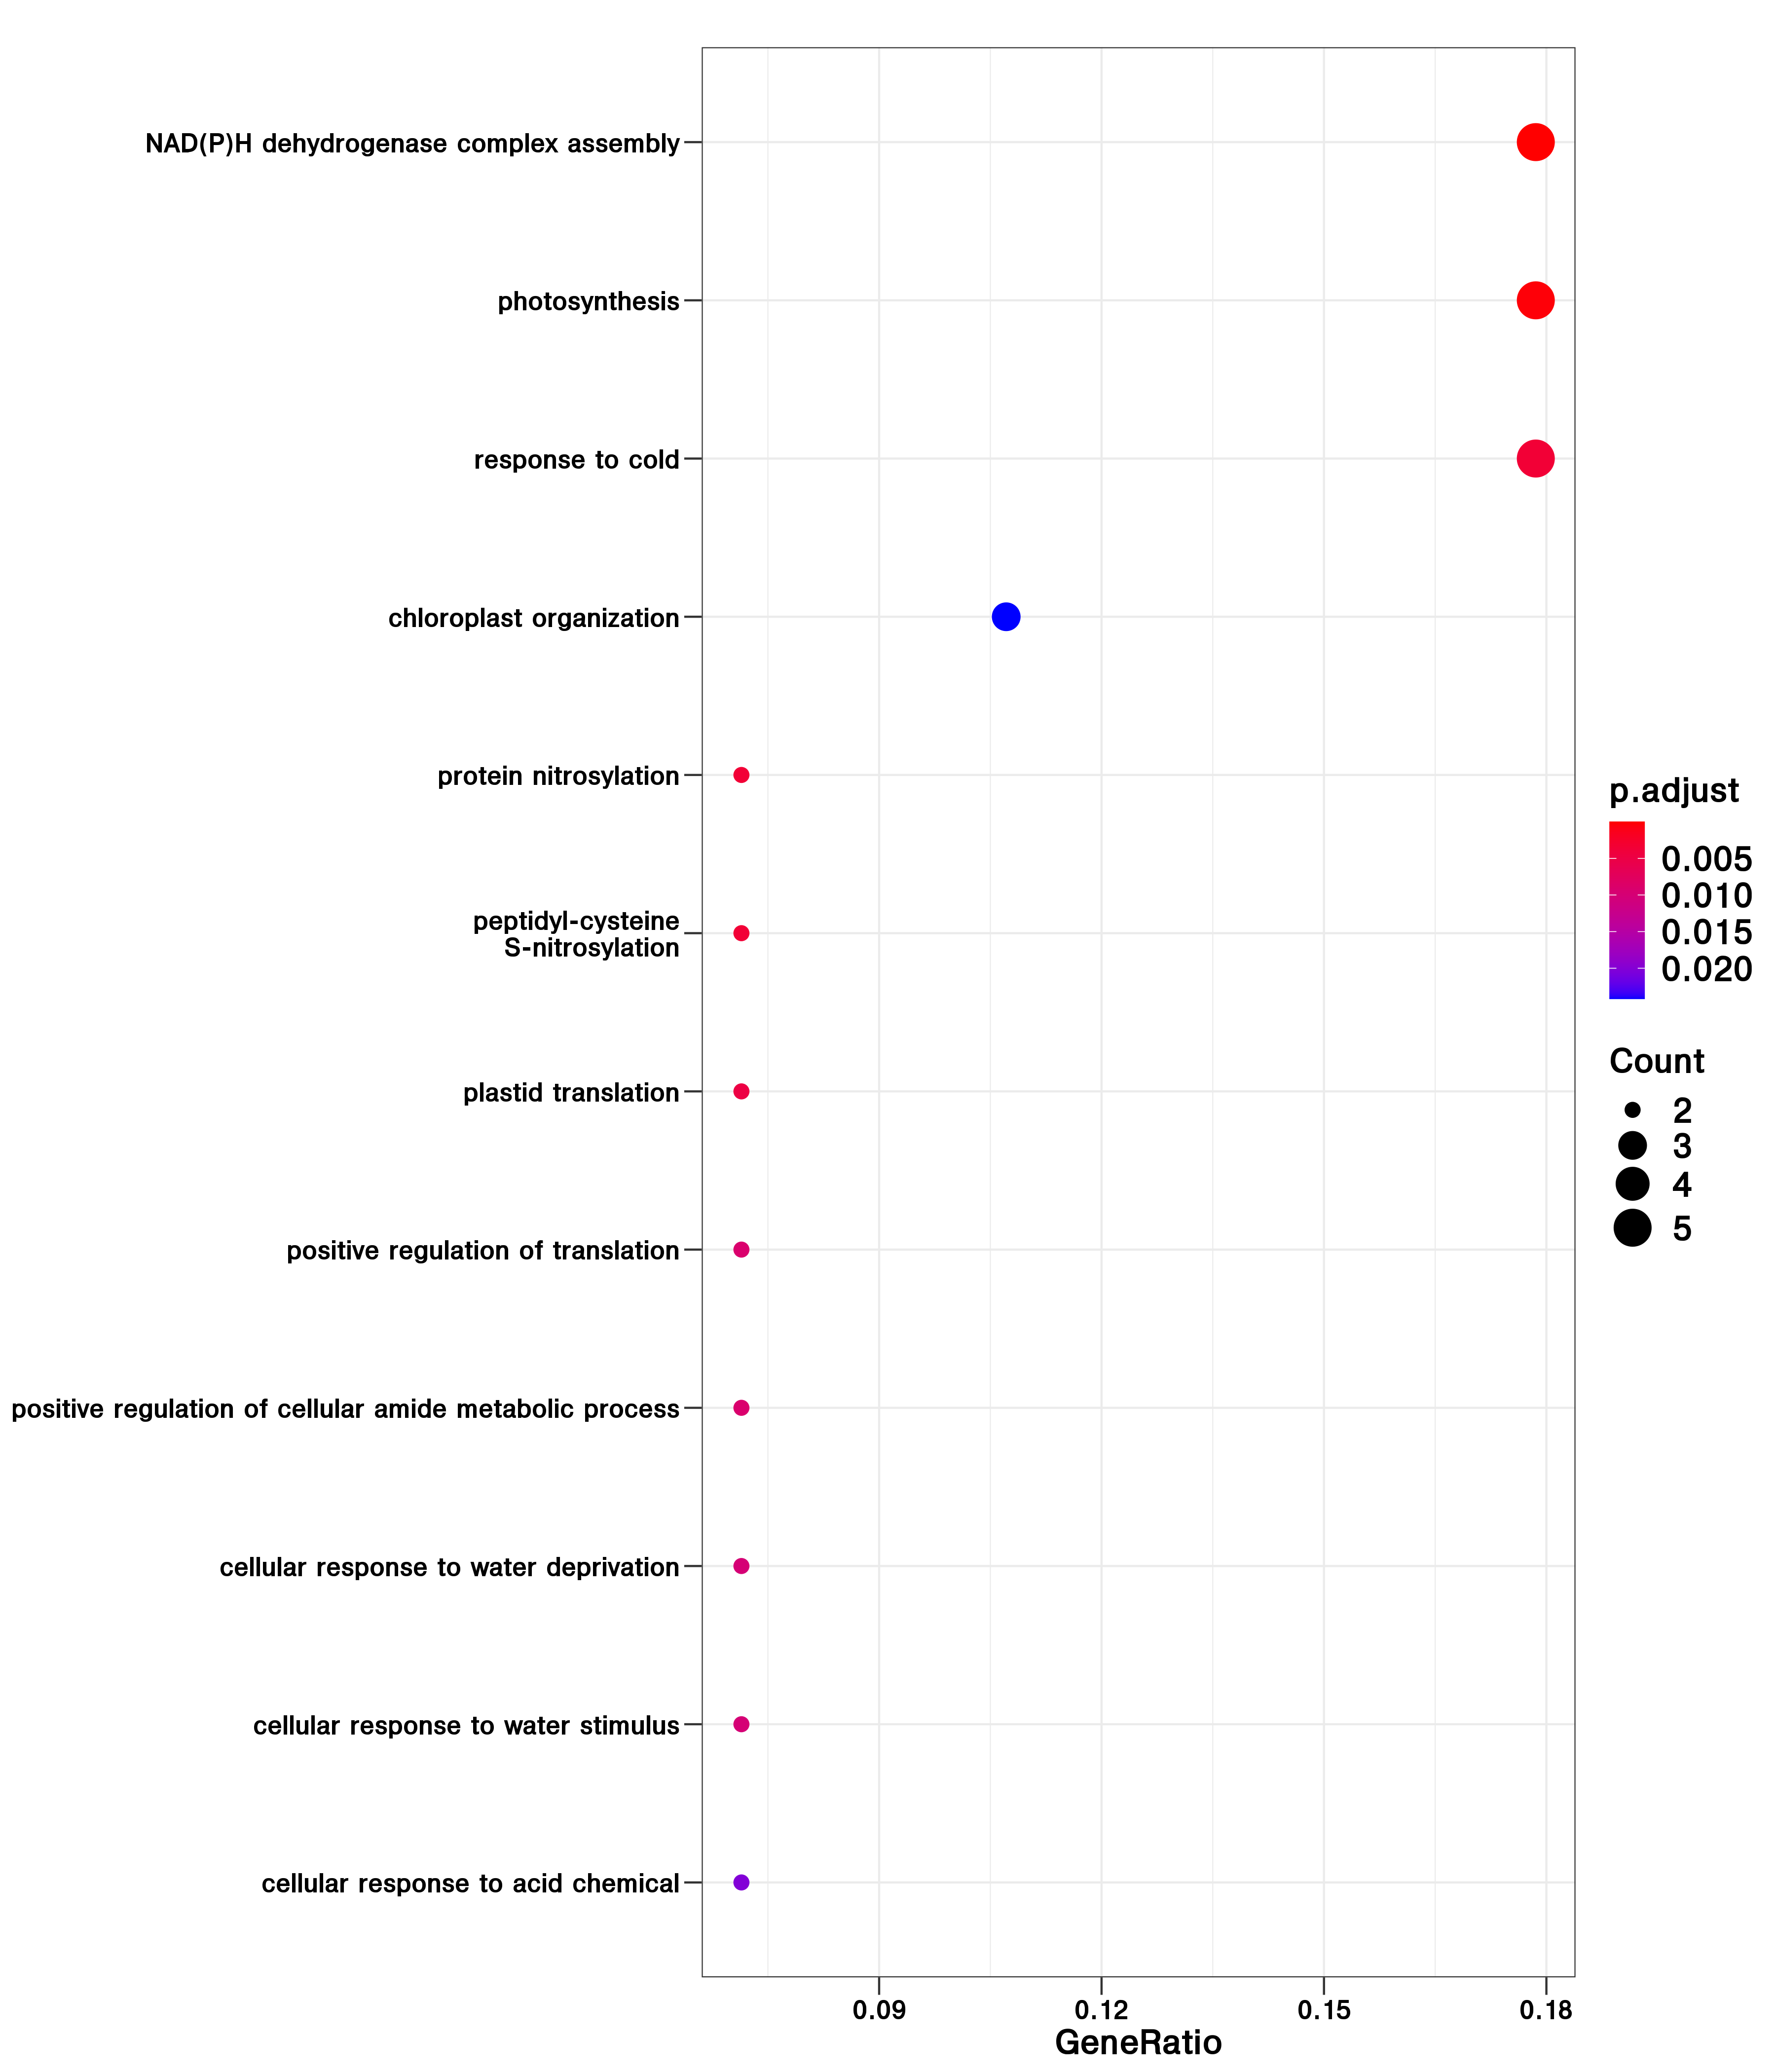 NAD(P)H dehydrogenase complex assembly
photosynthesis
response to cold
chloroplast organization
protein nitrosylation
peptidyl-cysteine
S-nitrosylation
plastid translation
positive regulation of translation
positive regulation of cellular amide metabolic process
cellular response to water deprivation
cellular response to water stimulus
cellular response to acid chemical
0.09
0.12
0.15
0.18
GeneRatio
p.adjust
0.005
0.010
0.015
0.020
Count
2
3
4
5